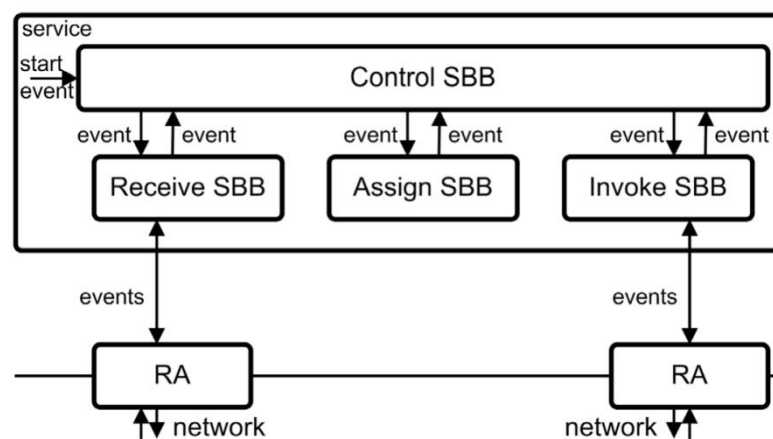 service
start
event
Control SBB
event
event
event
event
event
event
Receive SBB
Assign SBB
Invoke SBB
events
events
RA
RA
network
network